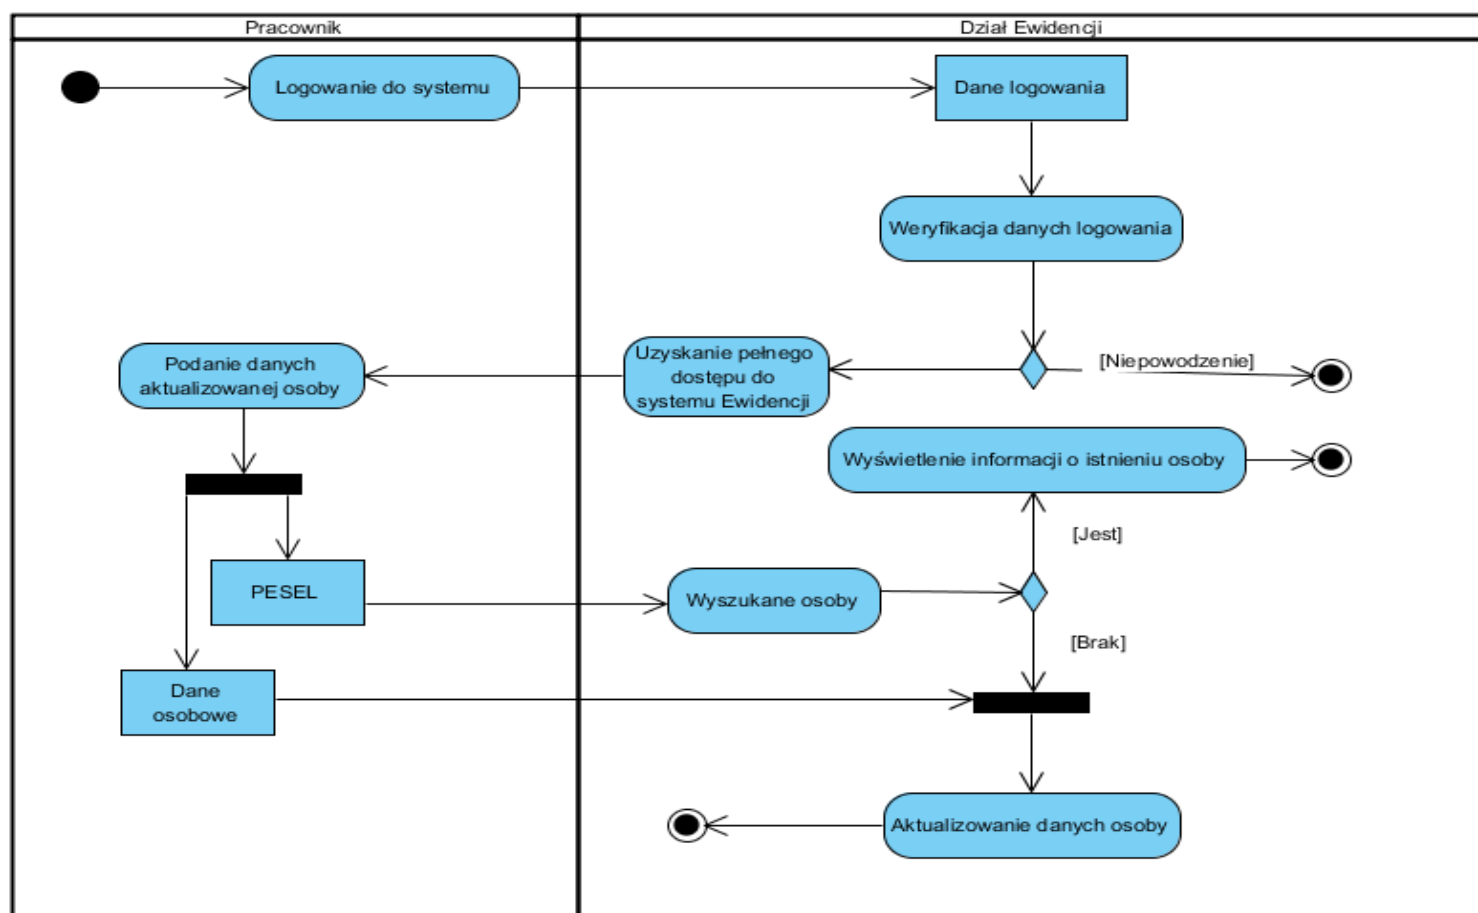 Pracownik
Dział Ewidencji
Logowanie do systemu
Dane logowania
Weryfikacja danych logowania
[Niepowodzenie]
Uzyskanie pełnego
dostępu do
systemu Ewidencji
Podanie danych
aktualizowanej osoby
Wyświetlenie informacji o istnieniu osoby
[Jest]
PESEL
Wyszukane osoby
[Brak]
Dane
osobowe
Aktualizowanie danych osoby